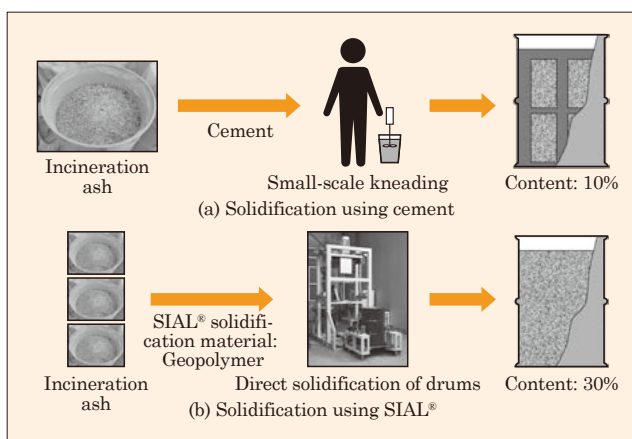 Cement
Incineration
ash
Small-scale kneading
Content: 10%
(a) Solidification using cement
SIAL® solidifi-
cation material:
Geopolymer
Incineration
ash
Direct solidification of drums
Content: 30%
(b) Solidification using SIAL®